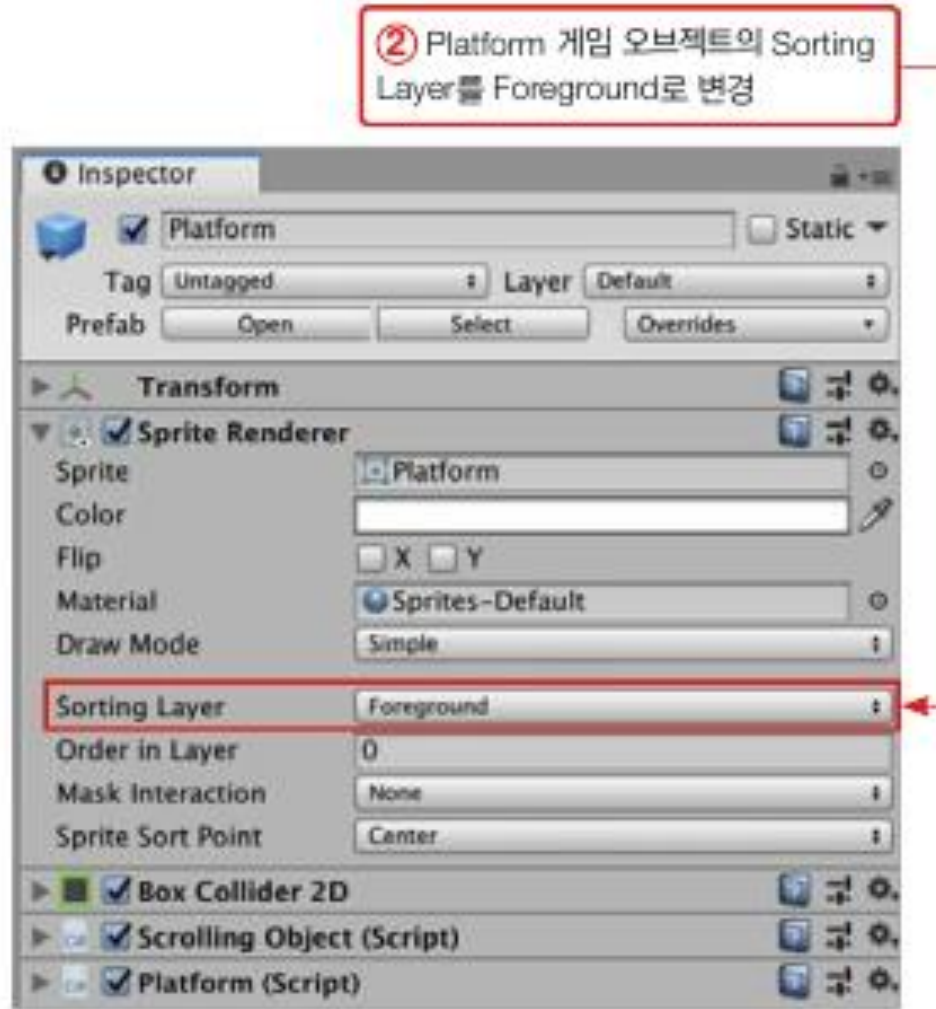 ② Platform 게임 오브젝트의 Sorting
Layer를 Foreground로 변경
Inspector
Platform Static
Tag Untagged Layer Default
Prefab Open Select Overrides
Transform
Sprite Renderer
Sprite Platform
Color
Flip X Y
Material Sprites-Default
Draw Mode Simple
Sorting Layer Foreground
Order in Layer 0
Mask Interaction None
Sprite Sort Point Center
Box Collider 2D
Scrolling Object (Script)
Platform (Script)